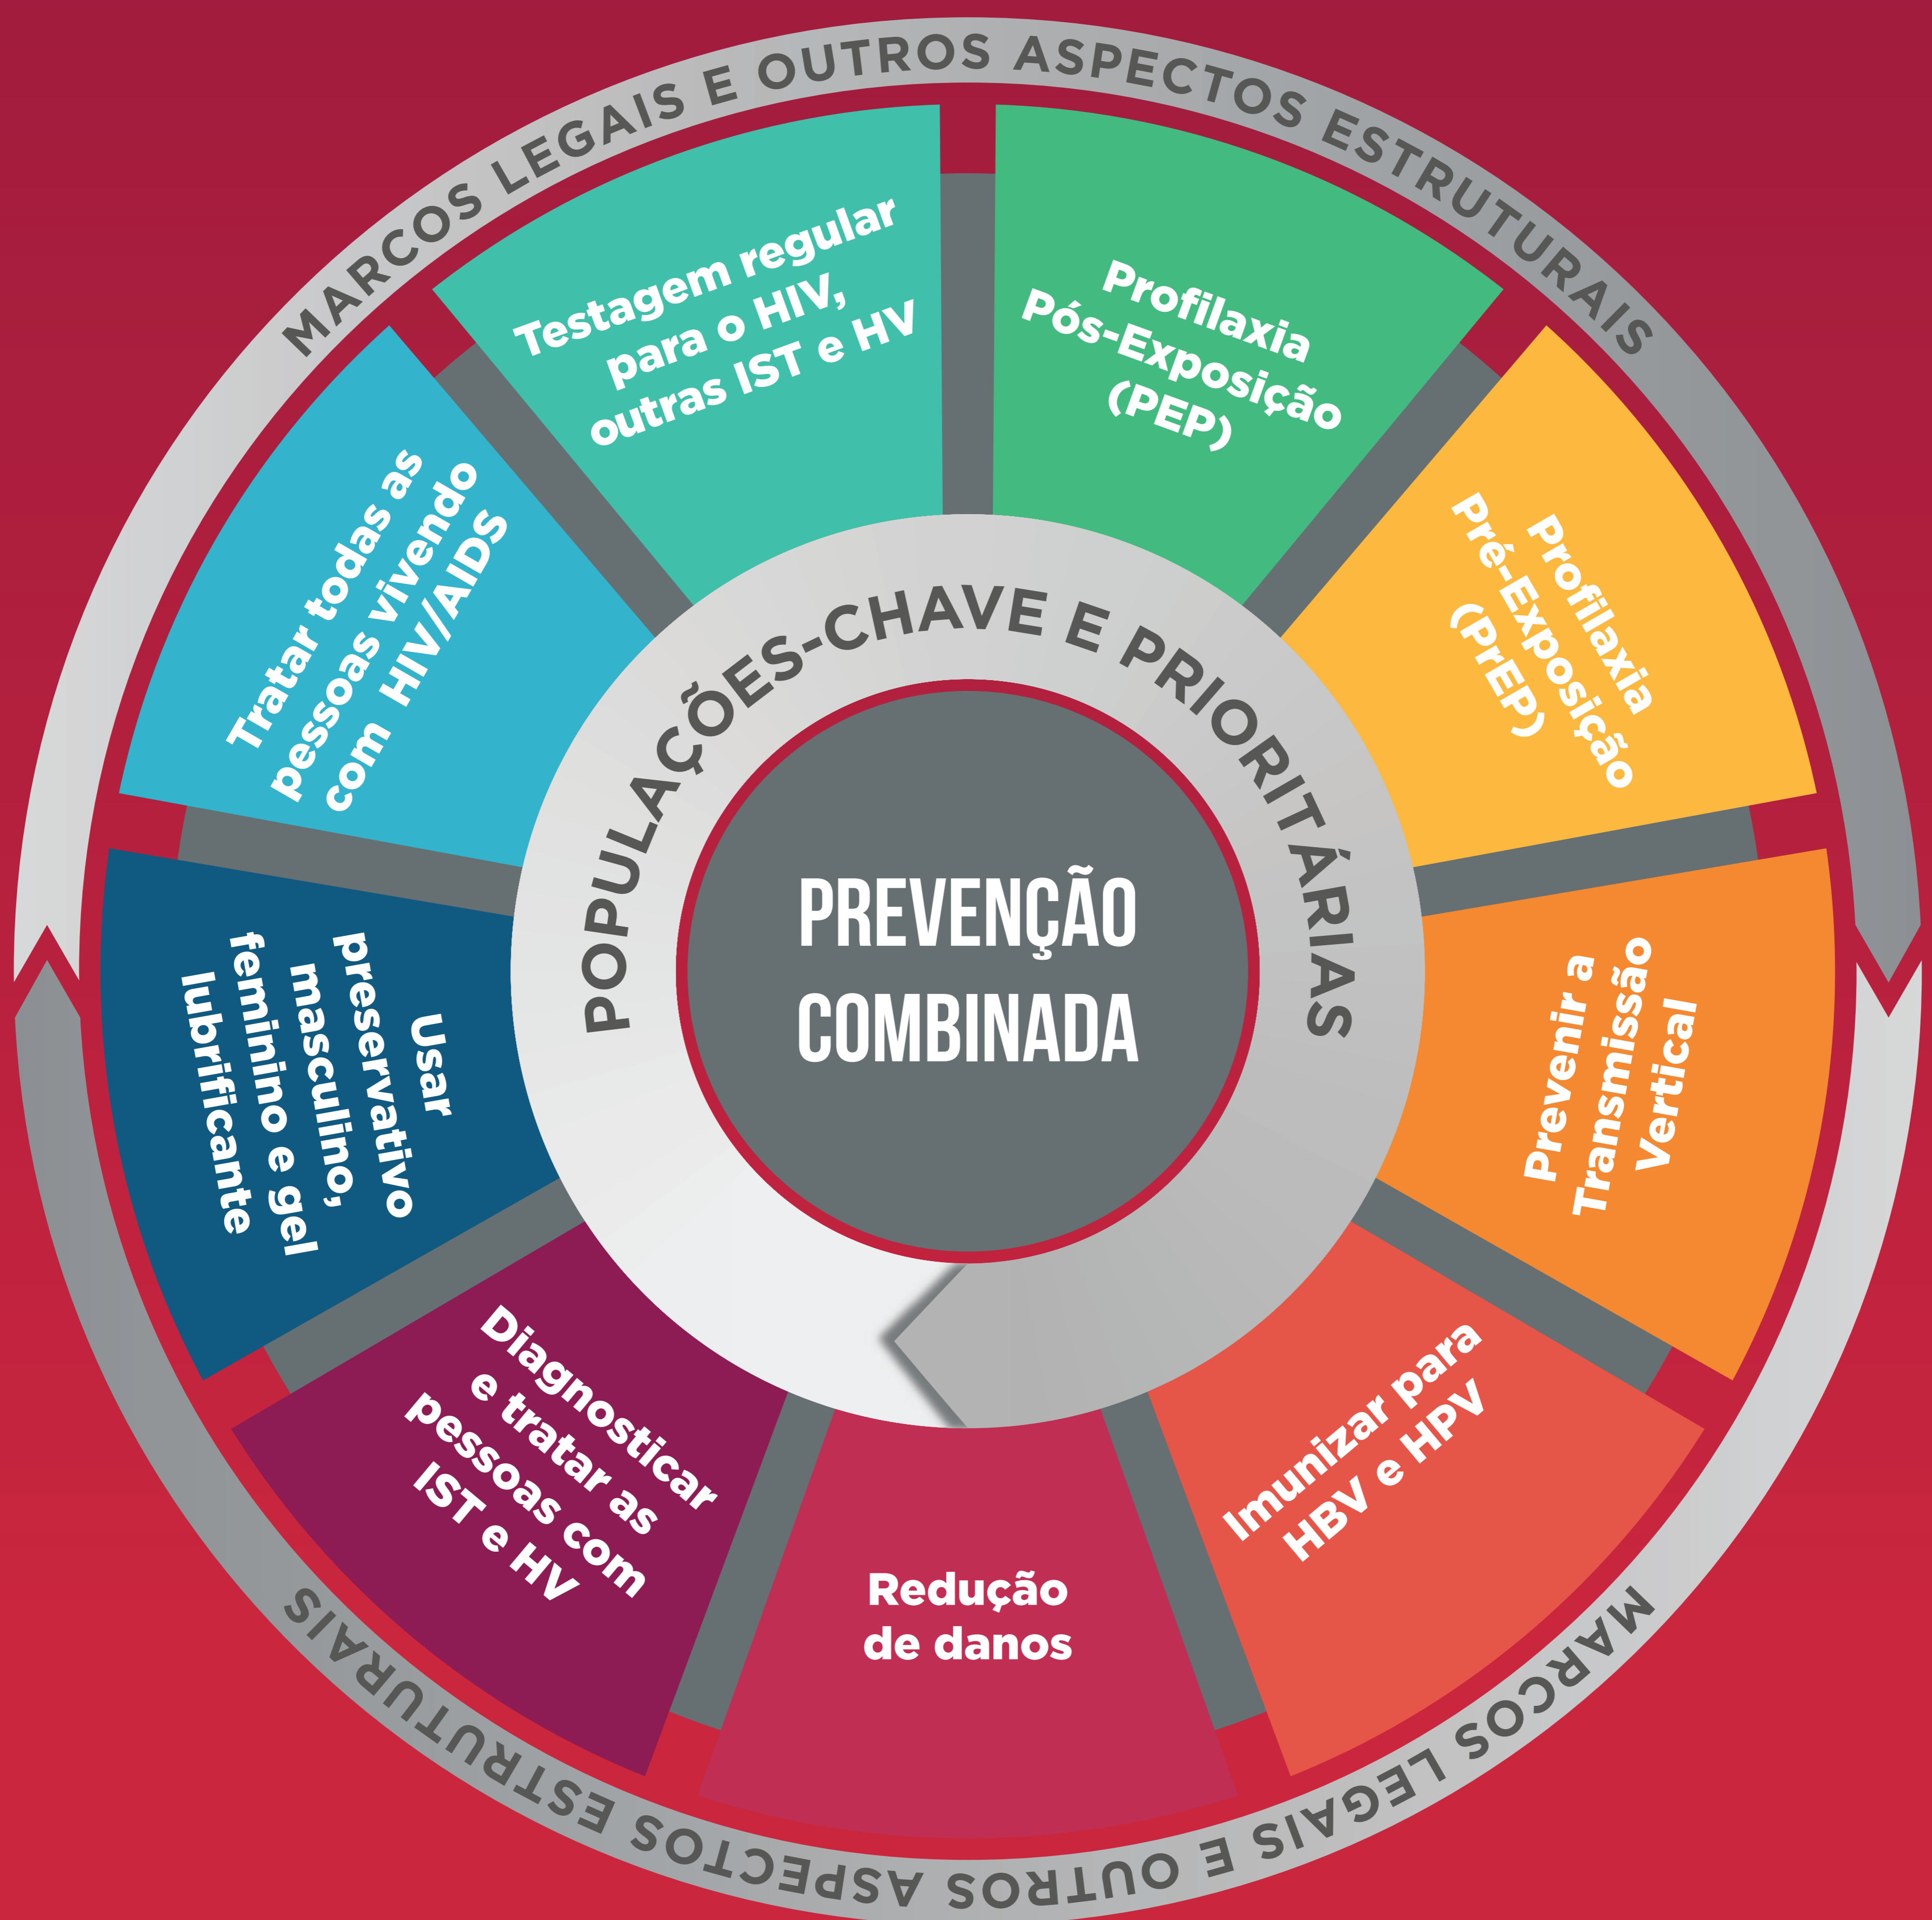 MARCOS LEGAIS E OUTROS ASPECTOS ESTRUTURAIS
Testagem regular
para o HIV,
outras IST e HV
Profilaxia
Pós-Exposição
(PEP)
Profilaxia
Pré-Exposição
(PrEP)
Prevenir a
Transmissão
Vertical
Imunizar para
HBV e HPV
Redução
de danos
Diagnosticar
e tratar as
pessoas com
IST e HV
Usar
preservativo
masculino,
feminino e gel
lubrificante
Tratar todas as
pessoas vivendo
com HIV/AIDS
POPULAÇÕES-CHAVE E PRIORITÁRIAS
PREVENÇÃO
COMBINADA
MARCOS LEGAIS E OUTROS ASPECTOS ESTRUTURAIS